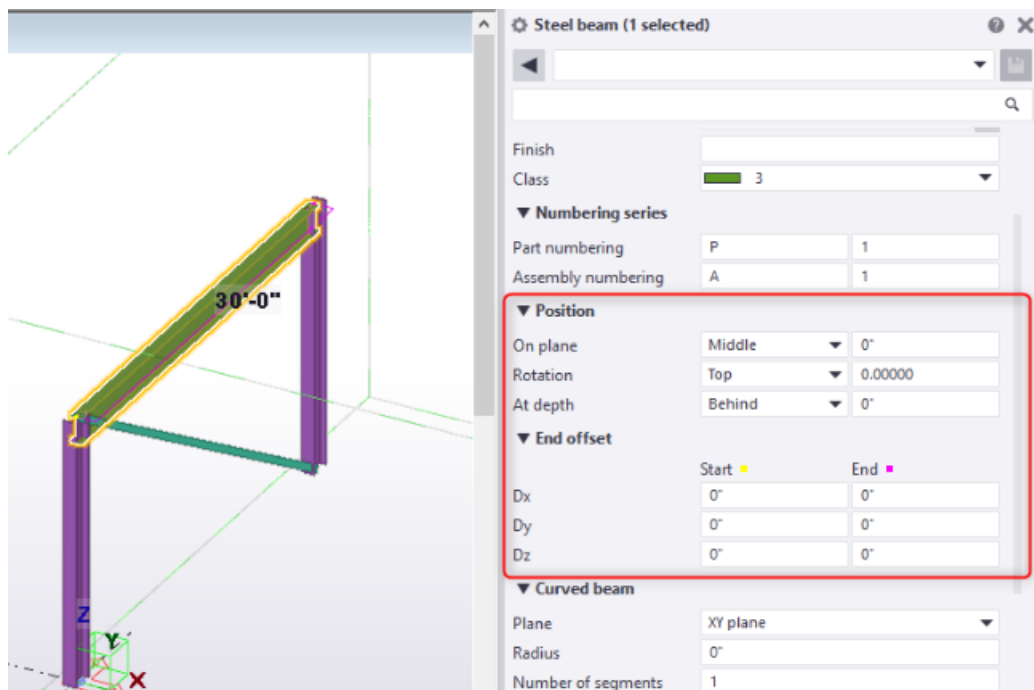 Steel beam (1 selected)
Finish
Class 3
Numbering series
Part numbering P 1
Assembly numbering A 1
Position
On plane Middle 0"
Rotation Top 0.00000
At depth Behind 0"
End offset
Start End
Dx 0" 0"
Dy 0" 0"
Dz 0" 0"
Curved beam
Plane XY plane
Radius 0"
Number of segments 1
30'-0"
Z
Y
X